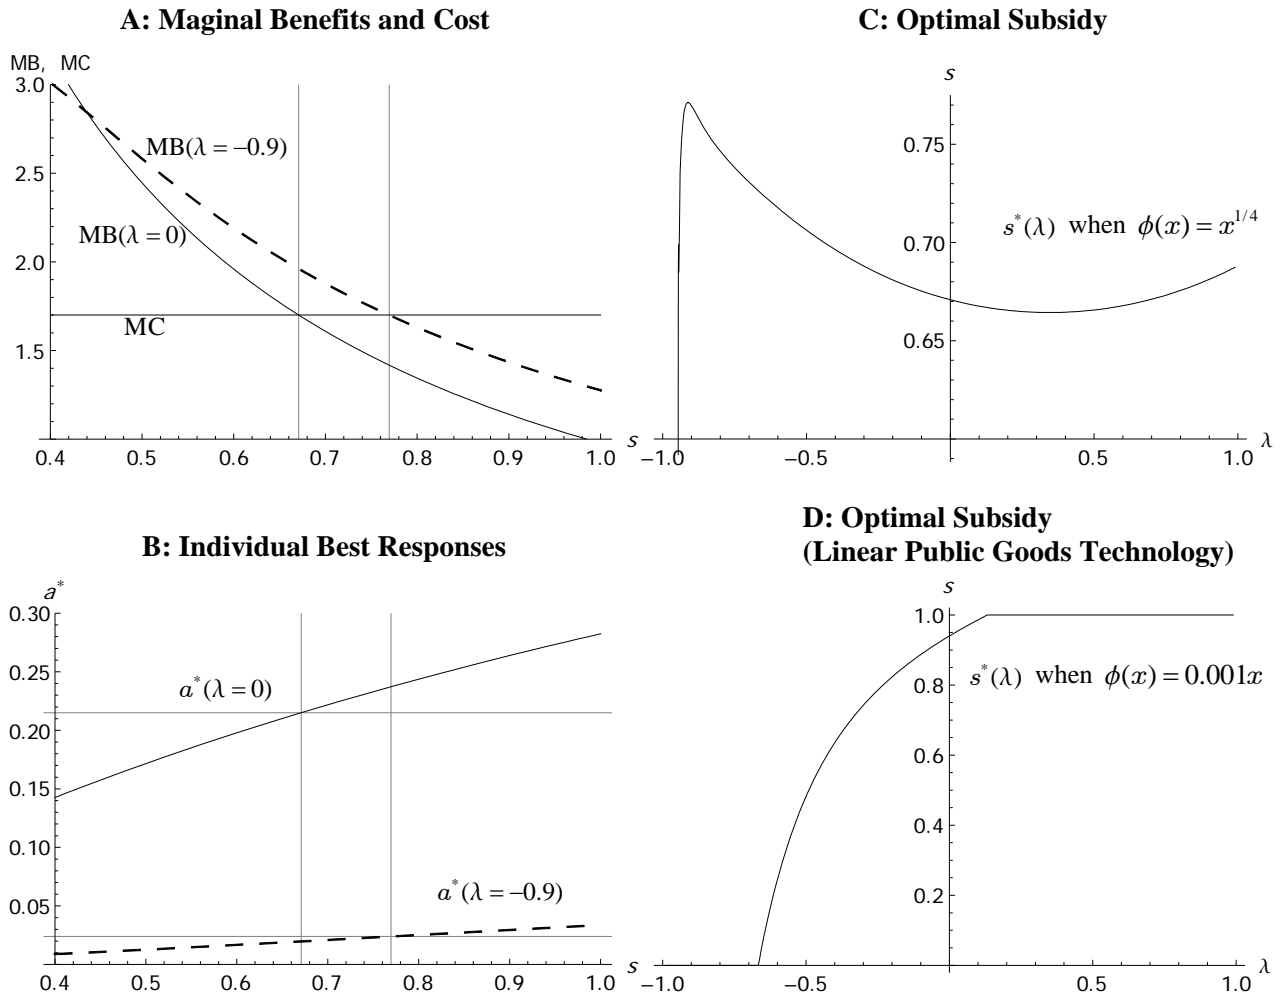 A: Maginal Benefits and Cost
MB, MC
3.0
2.5
2.0
1.5
MB(λ = −0.9)
MB(λ = 0)
MC
0.4 0.5 0.6 0.7 0.8 0.9 1.0
s
C: Optimal Subsidy
s
0.75
0.70
0.65
s*(λ) when ϕ(x) = x^1/4
−1.0 −0.5 0.5 1.0
λ
B: Individual Best Responses
a*
0.30
0.25
0.20
0.15
0.10
0.05
a*(λ = 0)
a*(λ = −0.9)
0.4 0.5 0.6 0.7 0.8 0.9 1.0
s
D: Optimal Subsidy
(Linear Public Goods Technology)
s
1.0
0.8
0.6
0.4
0.2
s*(λ) when ϕ(x) = 0.001x
−1.0 −0.5 0.5 1.0
λ